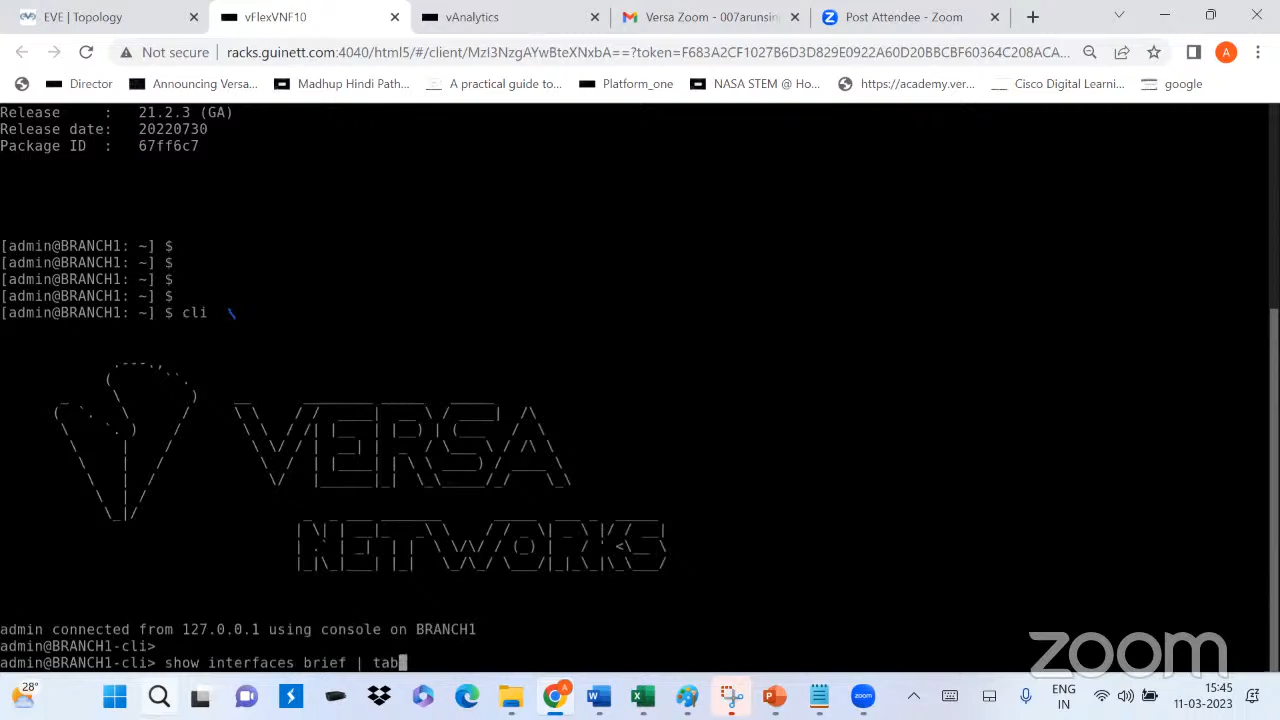 EVE | Topology
vFlexVNF10
vAnalytics
Versa Zoom - 007arunsin
Post Attendee - Zoom
Not secure
racks.guinett.com:4040/html5/#/client/MzI3NzgAYwBteXNxbA==?token=F683A2CF1027B6D3D829E0922A60D20BBCBF60364C208ACA...
A
Director
Announcing Versa...
Madhup Hindi Path...
A practical guide to...
Platform_one
NASA STEM @ Ho...
https://academy.ver...
Cisco Digital Learni...
google
Release      :   21.2.3 (GA)
Release date:   20220730
Package ID  :   67ff6c7
[admin@BRANCH1: ~] $
[admin@BRANCH1: ~] $
[admin@BRANCH1: ~] $
[admin@BRANCH1: ~] $
[admin@BRANCH1: ~] $ cli
VERSA
NETWORKS
admin connected from 127.0.0.1 using console on BRANCH1
admin@BRANCH1-cli>
admin@BRANCH1-cli> show interfaces brief | tab
zoom
28°
A
zoom
ENG
IN
15:45
11-03-2023